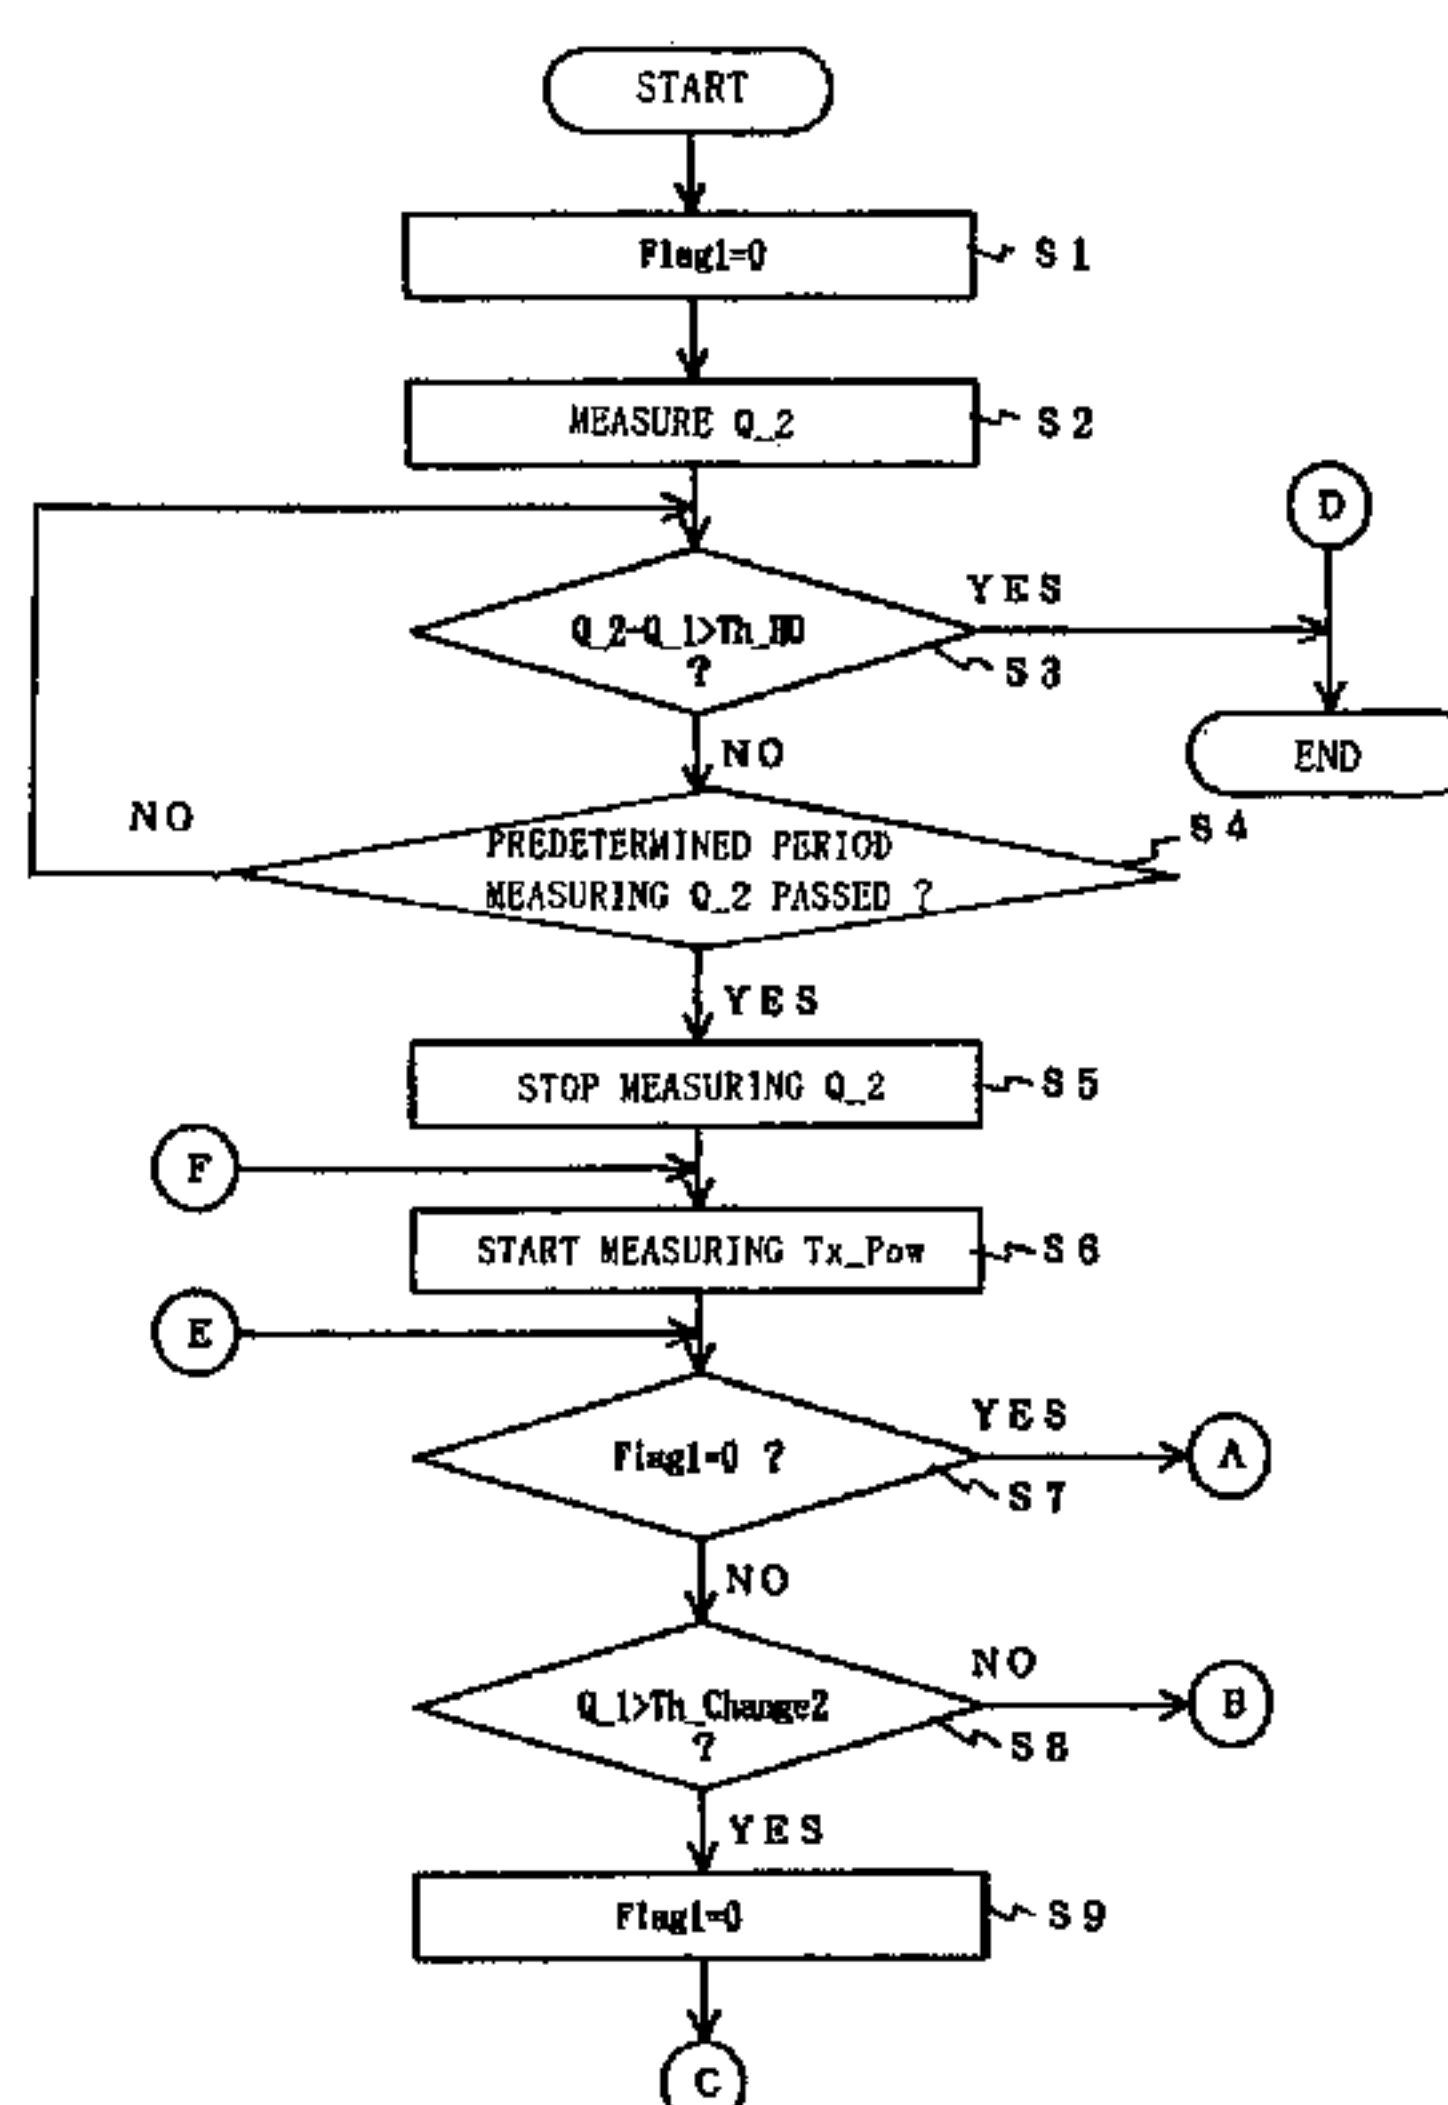 START
Flag1=0
S1
MEASURE Q_2
S2
D
YES
Q_2-Q_1>Th_HO
?
S3
NO
END
NO
S4
PREDETERMINED PERIOD
MEASURING Q_2 PASSED ?
YES
STOP MEASURING Q_2
S5
F
START MEASURING Tx_Pow
S6
E
YES
Flag1=0 ?
A
S7
NO
NO
Q_1>Th_Change2
?
B
S8
YES
Flag1=0
S9
C